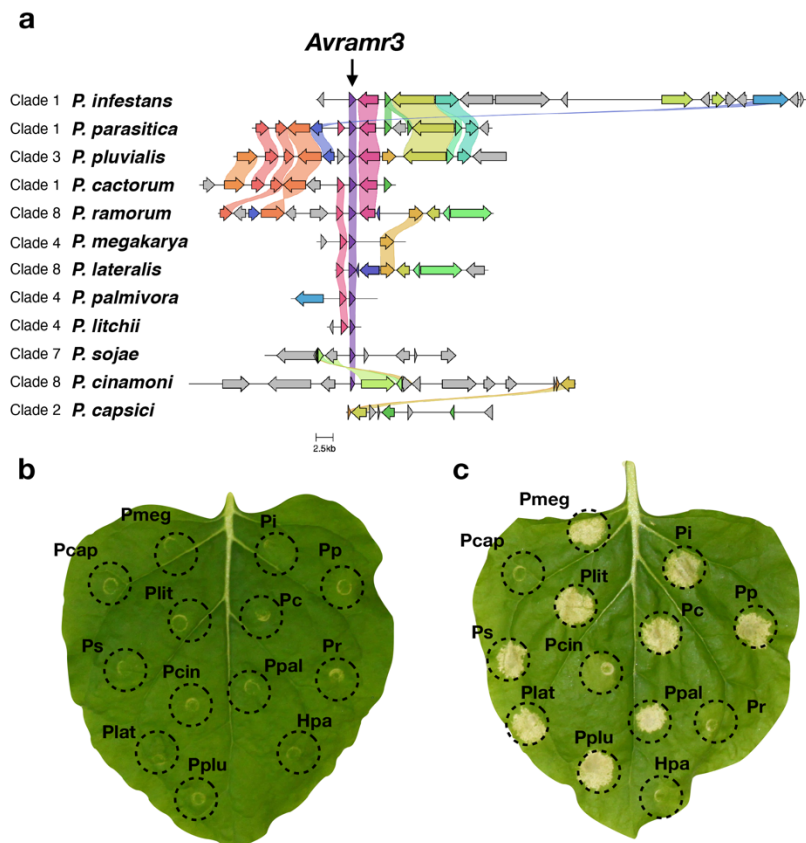 a
Avramr3
Clade 1 P. infestans
Clade 1 P. parasitica
Clade 3 P. pluvialis
Clade 1 P. cactorum
Clade 8 P. ramorum
Clade 4 P. megakarya
Clade 8 P. lateralis
Clade 4 P. palmivora
Clade 4 P. litchii
Clade 7 P. sojae
Clade 8 P. cinamoni
Clade 2 P. capsici
2.5kb
b
Pmeg
Pi
Pcap
Pp
Plit
Pc
Ps
Pcin
Ppal
Pr
Plat
Hpa
Pplu
c
Pmeg
Pi
Pcap
Plit
Pp
Pc
Ps
Pcin
Plat
Ppal
Pr
Pplu
Hpa